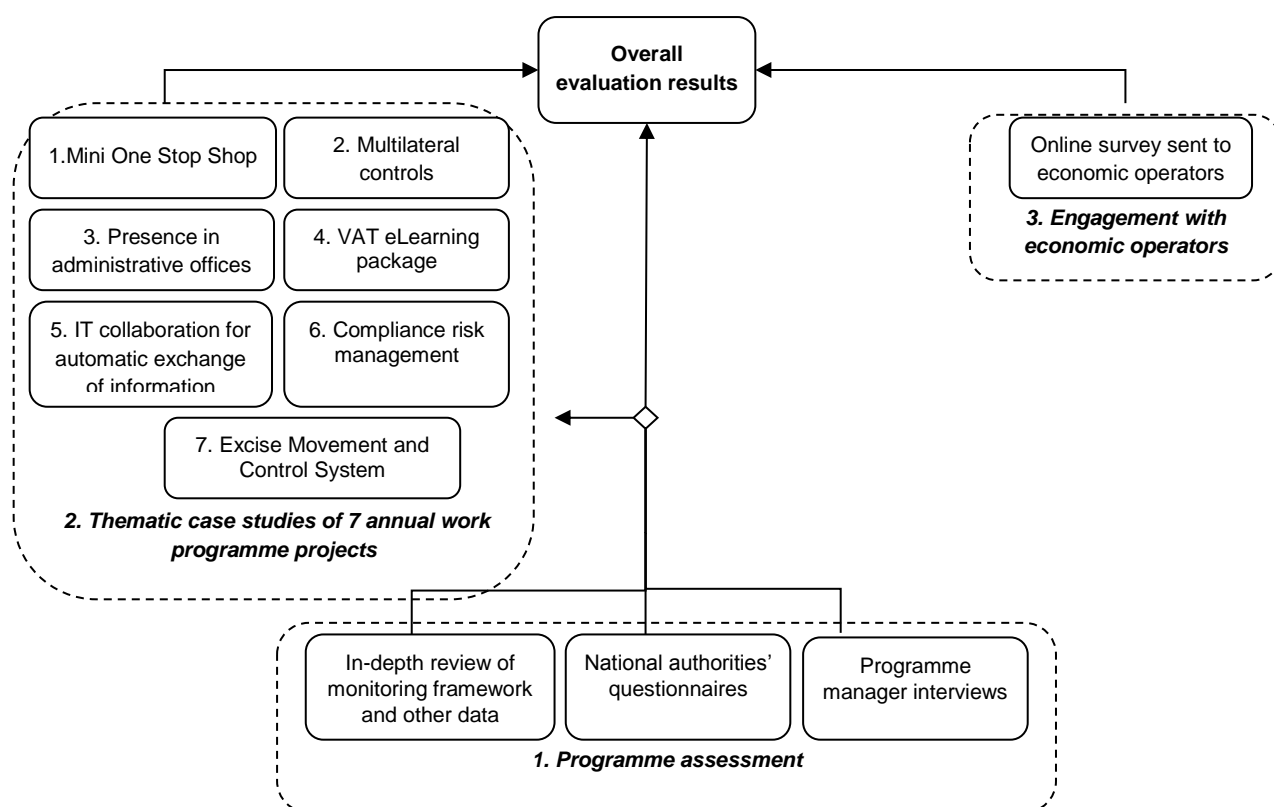 Overall
evaluation results
1.Mini One Stop Shop
2. Multilateral
controls
3. Presence in
administrative offices
4. VAT eLearning
package
5. IT collaboration for
automatic exchange
of information
6. Compliance risk
management
7. Excise Movement and
Control System
2. Thematic case studies of 7 annual work
programme projects
Online survey sent to
economic operators
3. Engagement with
economic operators
In-depth review of
monitoring framework
and other data
National authorities’
questionnaires
Programme
manager interviews
1. Programme assessment